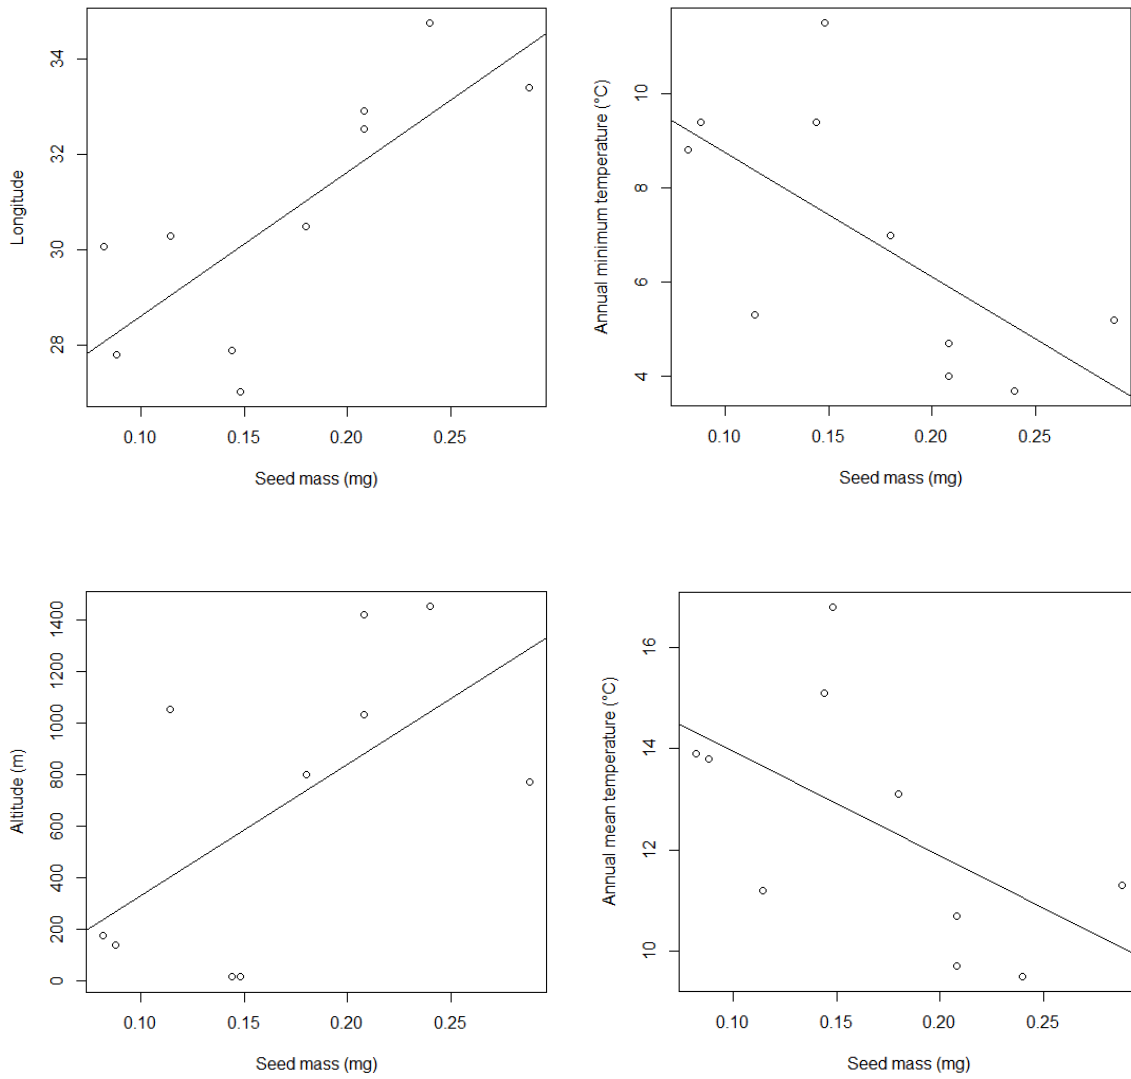 Longitude
34
32
30
28
0.10 0.15 0.20 0.25
Seed mass (mg)
Annual minimum temperature (°C)
10
8
6
4
0.10 0.15 0.20 0.25
Seed mass (mg)
Altitude (m)
1400
1200
1000
800
600
400
200
0
0.10 0.15 0.20 0.25
Seed mass (mg)
Annual mean temperature (°C)
16
14
12
10
0.10 0.15 0.20 0.25
Seed mass (mg)